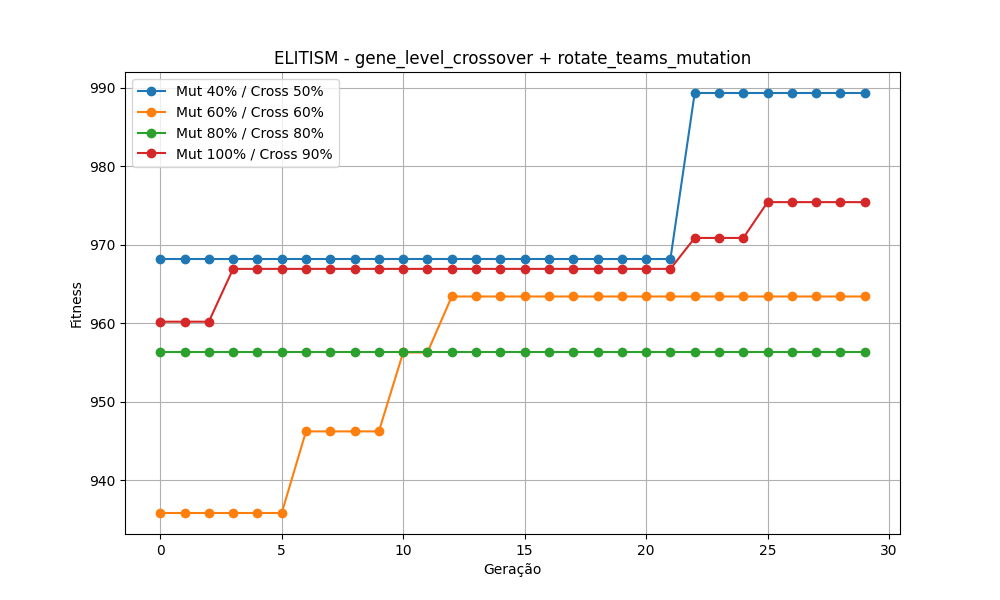 ELITISM - gene_level_crossover + rotate_teams_mutation
Mut 40% / Cross 50%
Mut 60% / Cross 60%
Mut 80% / Cross 80%
Mut 100% / Cross 90%
Fitness
990
980
970
960
950
940
0 5 10 15 20 25 30
Geração